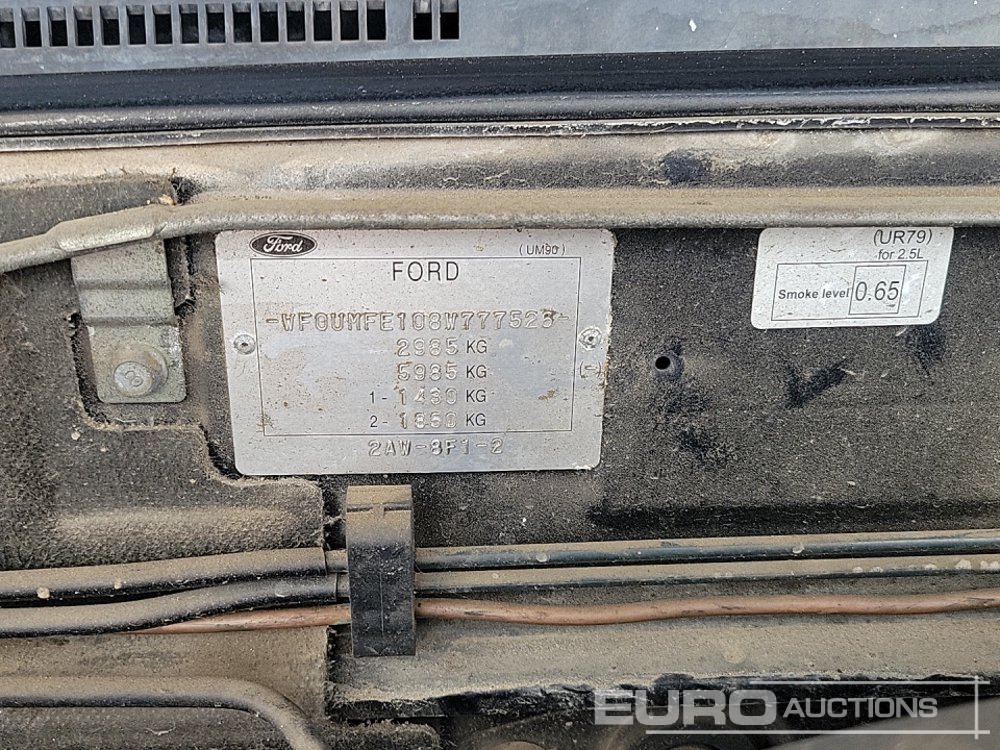 Ford
(UM90)
FORD
-WF0UMFE108W777523-
2985 KG
5985 KG
1 - 1430 KG
2 - 1850 KG
2AW-8F1-2
(UR79)
for 2.5L
Smoke level 0.65
EURO AUCTIONS